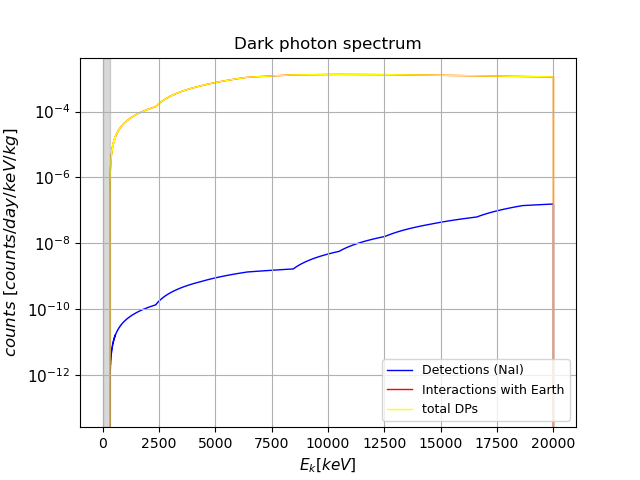 Dark photon spectrum
counts [counts/day/keV/kg]
10⁻⁴
10⁻⁶
10⁻⁸
10⁻¹⁰
10⁻¹²
Detections (NaI)
Interactions with Earth
total DPs
0 2500 5000 7500 10000 12500 15000 17500 20000
Eₖ[keV]